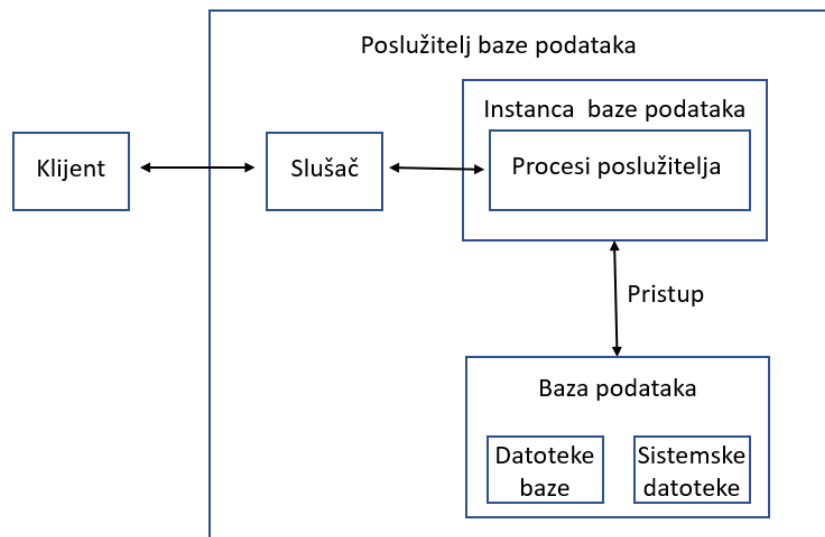 Poslužitelj baze podataka
Instanca baze podataka
Klijent
Slušač
Procesi poslužitelja
Pristup
Baza podataka
Datoteke
baze
Sistemske
datoteke